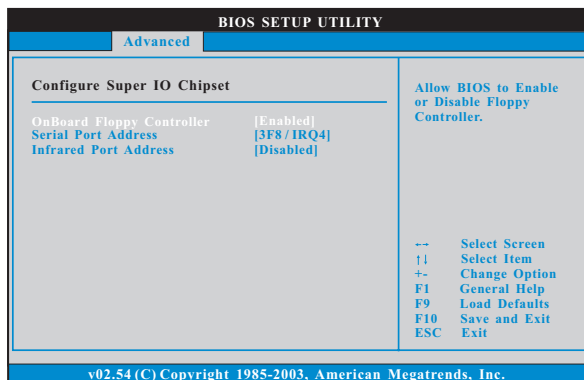 BIOS SETUP UTILITY
Advanced
Configure Super IO Chipset
OnBoard Floppy Controller [Enabled]
Serial Port Address [3F8 / IRQ4]
Infrared Port Address [Disabled]
Allow BIOS to Enable
or Disable Floppy
Controller.
←→ Select Screen
↑↓ Select Item
+- Change Option
F1 General Help
F9 Load Defaults
F10 Save and Exit
ESC Exit
v02.54 (C) Copyright 1985-2003, American Megatrends, Inc.